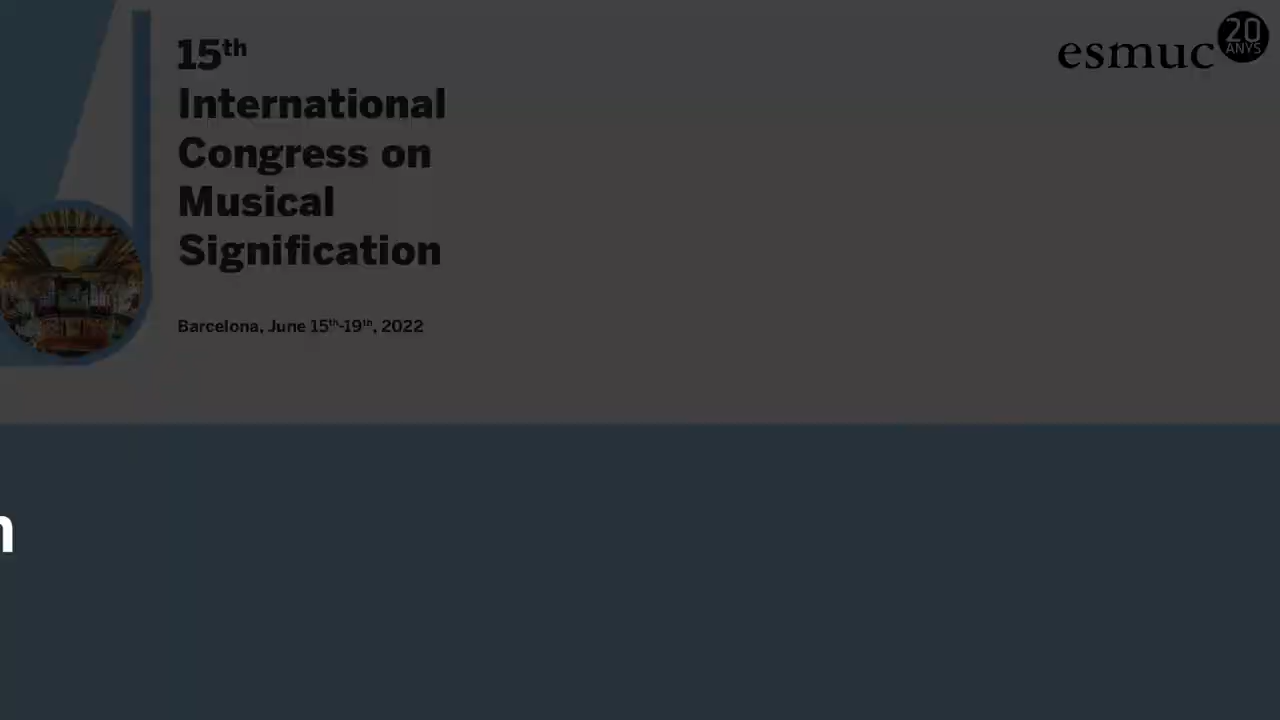 15th
International
Congress on
Musical
Signification
Barcelona, June 15th-19th, 2022
esmuc
20
ANYS
n